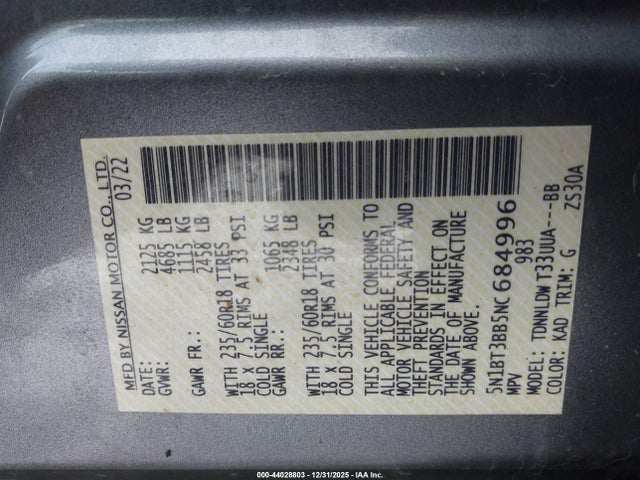 MFD BY NISSAN MOTOR CO., LTD.
DATE: 03/22
GVWR: 2125 KG
4685 LB
GAWR FR.: 1115 KG
2458 LB
WITH 235/60R18 TIRES
18 X 7.5 RIMS AT 33 PSI
COLD SINGLE
GAWR RR.: 1065 KG
2348 LB
WITH 235/60R18 TIRES
18 X 7.5 RIMS AT 30 PSI
COLD SINGLE
THIS VEHICLE CONFORMS TO
ALL APPLICABLE FEDERAL
MOTOR VEHICLE SAFETY AND
THEFT PREVENTION
STANDARDS IN EFFECT ON
THE DATE OF MANUFACTURE
SHOWN ABOVE.
5N1BT3BB5NC684996
MPV 983
MODEL: TDNNLDW T33UUA---BB
COLOR: KAD TRIM: G ZS30A
000-44028803 - 12/31/2025 - IAA Inc.